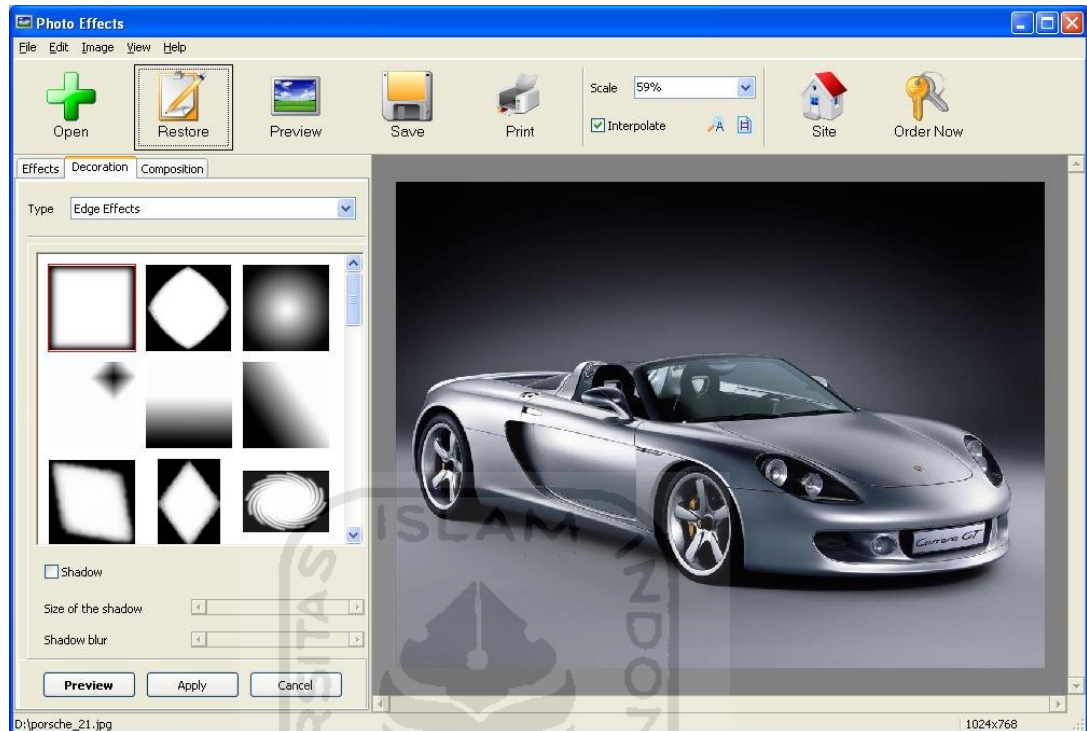 Photo Effects
File Edit Image View Help
Open Restore Preview Save Print Scale 59% Interpolate Site Order Now
Effects Decoration Composition
Type Edge Effects
Shadow
Size of the shadow
Shadow blur
Preview Apply Cancel
Carrera GT
ISLAM
D:\porsche_21.jpg 1024x768